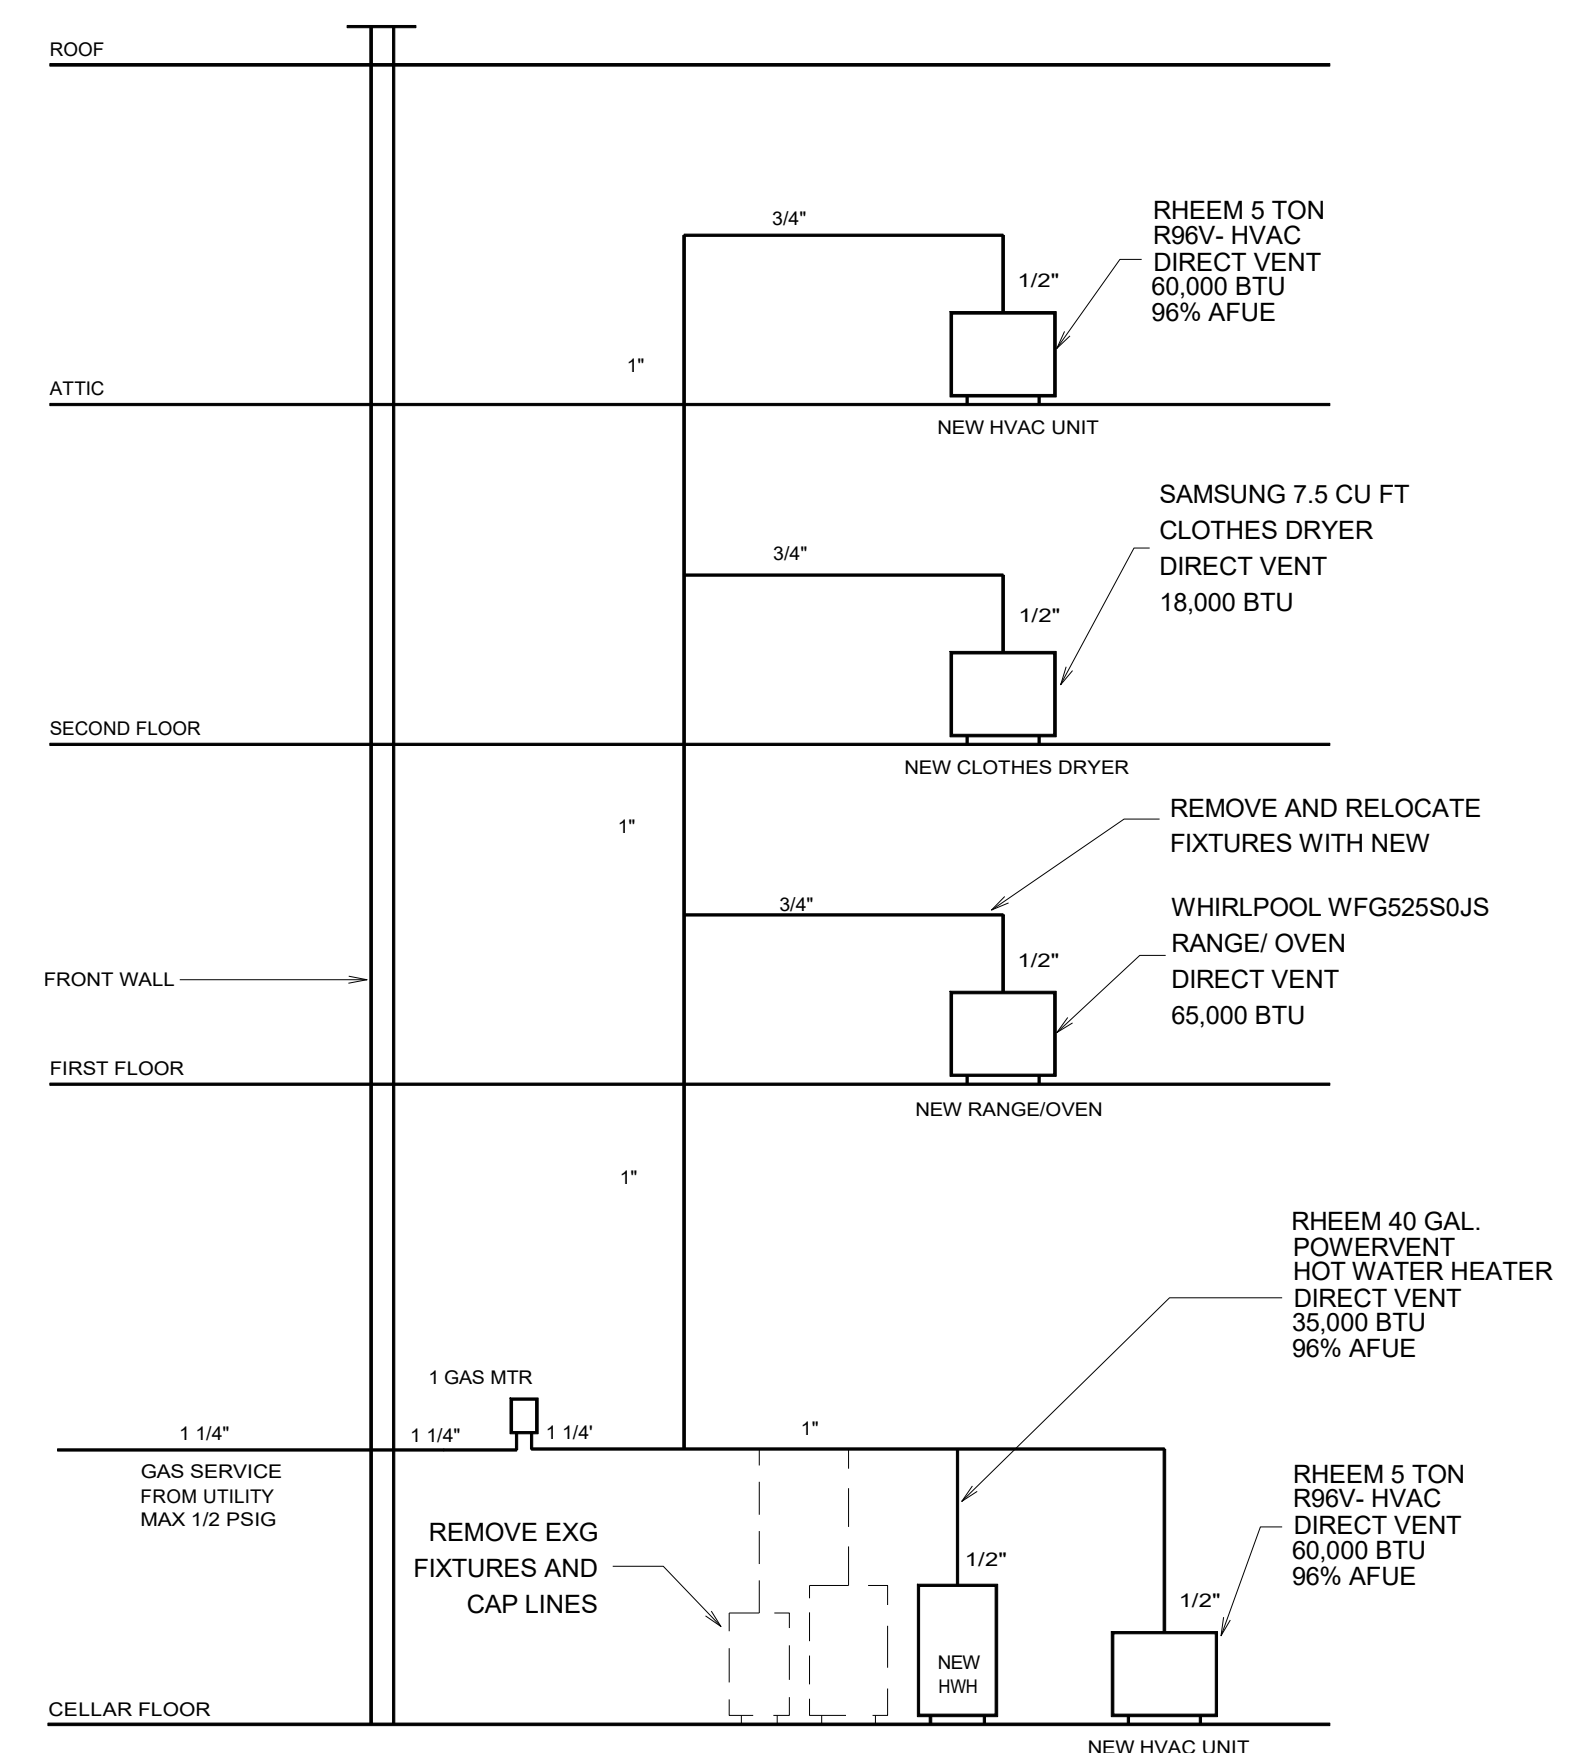 ROOF
3/4"
RHEEM 5 TON
R96V- HVAC
DIRECT VENT
60,000 BTU
96% AFUE
1/2"
1"
ATTIC
NEW HVAC UNIT
SAMSUNG 7.5 CU FT
CLOTHES DRYER
DIRECT VENT
18,000 BTU
3/4"
1/2"
SECOND FLOOR
NEW CLOTHES DRYER
1"
REMOVE AND RELOCATE
FIXTURES WITH NEW
3/4"
WHIRLPOOL WFG525S0JS
RANGE/ OVEN
DIRECT VENT
65,000 BTU
1/2"
FRONT WALL
FIRST FLOOR
NEW RANGE/OVEN
1"
RHEEM 40 GAL.
POWERVENT
HOT WATER HEATER
DIRECT VENT
35,000 BTU
96% AFUE
1 GAS MTR
1 1/4"
1 1/4"
1 1/4'
1"
GAS SERVICE
FROM UTILITY
MAX 1/2 PSIG
REMOVE EXG
FIXTURES AND
CAP LINES
1/2"
RHEEM 5 TON
R96V- HVAC
DIRECT VENT
60,000 BTU
96% AFUE
1/2"
NEW
HWH
CELLAR FLOOR
NEW HVAC UNIT